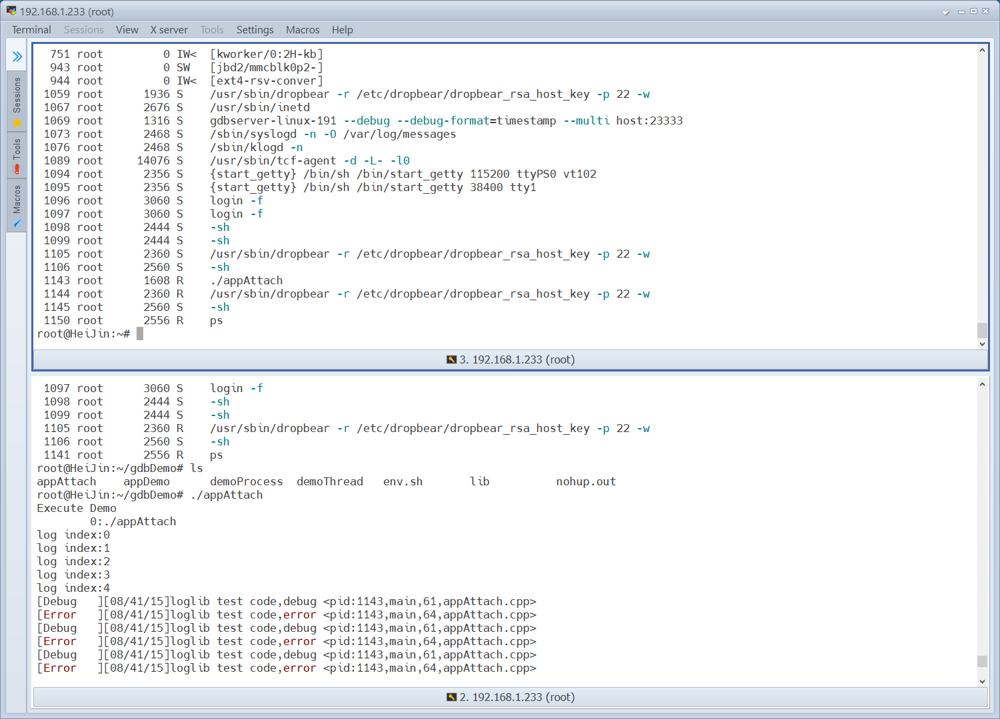 192.168.1.233 (root)
Terminal Sessions View X server Tools Settings Macros Help
Sessions
Tools
Macros
751 root 0 IW< [kworker/0:2H-kb]
943 root 0 SW [jbd2/mmcblk0p2-]
944 root 0 IW< [ext4-rsv-conver]
1059 root 1936 S /usr/sbin/dropbear -r /etc/dropbear/dropbear_rsa_host_key -p 22 -w
1067 root 2676 S /usr/sbin/inetd
1069 root 1316 S gdbserver-linux-191 --debug --debug-format=timestamp --multi host:23333
1073 root 2468 S /sbin/syslogd -n -O /var/log/messages
1076 root 2468 S /sbin/klogd -n
1089 root 14076 S /usr/sbin/tcf-agent -d -L- -l0
1094 root 2356 S {start_getty} /bin/sh /bin/start_getty 115200 ttyPS0 vt102
1095 root 2356 S {start_getty} /bin/sh /bin/start_getty 38400 tty1
1096 root 3060 S login -f
1097 root 3060 S login -f
1098 root 2444 S -sh
1099 root 2444 S -sh
1105 root 2360 S /usr/sbin/dropbear -r /etc/dropbear/dropbear_rsa_host_key -p 22 -w
1106 root 2560 S -sh
1143 root 1608 R ./appAttach
1144 root 2360 R /usr/sbin/dropbear -r /etc/dropbear/dropbear_rsa_host_key -p 22 -w
1145 root 2560 S -sh
1150 root 2556 R ps
root@HeiJin:~#
3. 192.168.1.233 (root)
1097 root 3060 S login -f
1098 root 2444 S -sh
1099 root 2444 S -sh
1105 root 2360 R /usr/sbin/dropbear -r /etc/dropbear/dropbear_rsa_host_key -p 22 -w
1106 root 2560 S -sh
1141 root 2556 R ps
root@HeiJin:~/gdbDemo# ls
appAttach appDemo demoProcess demoThread env.sh lib nohup.out
root@HeiJin:~/gdbDemo# ./appAttach
Execute Demo
0:./appAttach
log index:0
log index:1
log index:2
log index:3
log index:4
[Debug ][08/41/15]loglib test code,debug <pid:1143,main,61,appAttach.cpp>
[Error ][08/41/15]loglib test code,error <pid:1143,main,64,appAttach.cpp>
[Debug ][08/41/15]loglib test code,debug <pid:1143,main,61,appAttach.cpp>
[Error ][08/41/15]loglib test code,error <pid:1143,main,64,appAttach.cpp>
[Debug ][08/41/15]loglib test code,debug <pid:1143,main,61,appAttach.cpp>
[Error ][08/41/15]loglib test code,error <pid:1143,main,64,appAttach.cpp>
2. 192.168.1.233 (root)